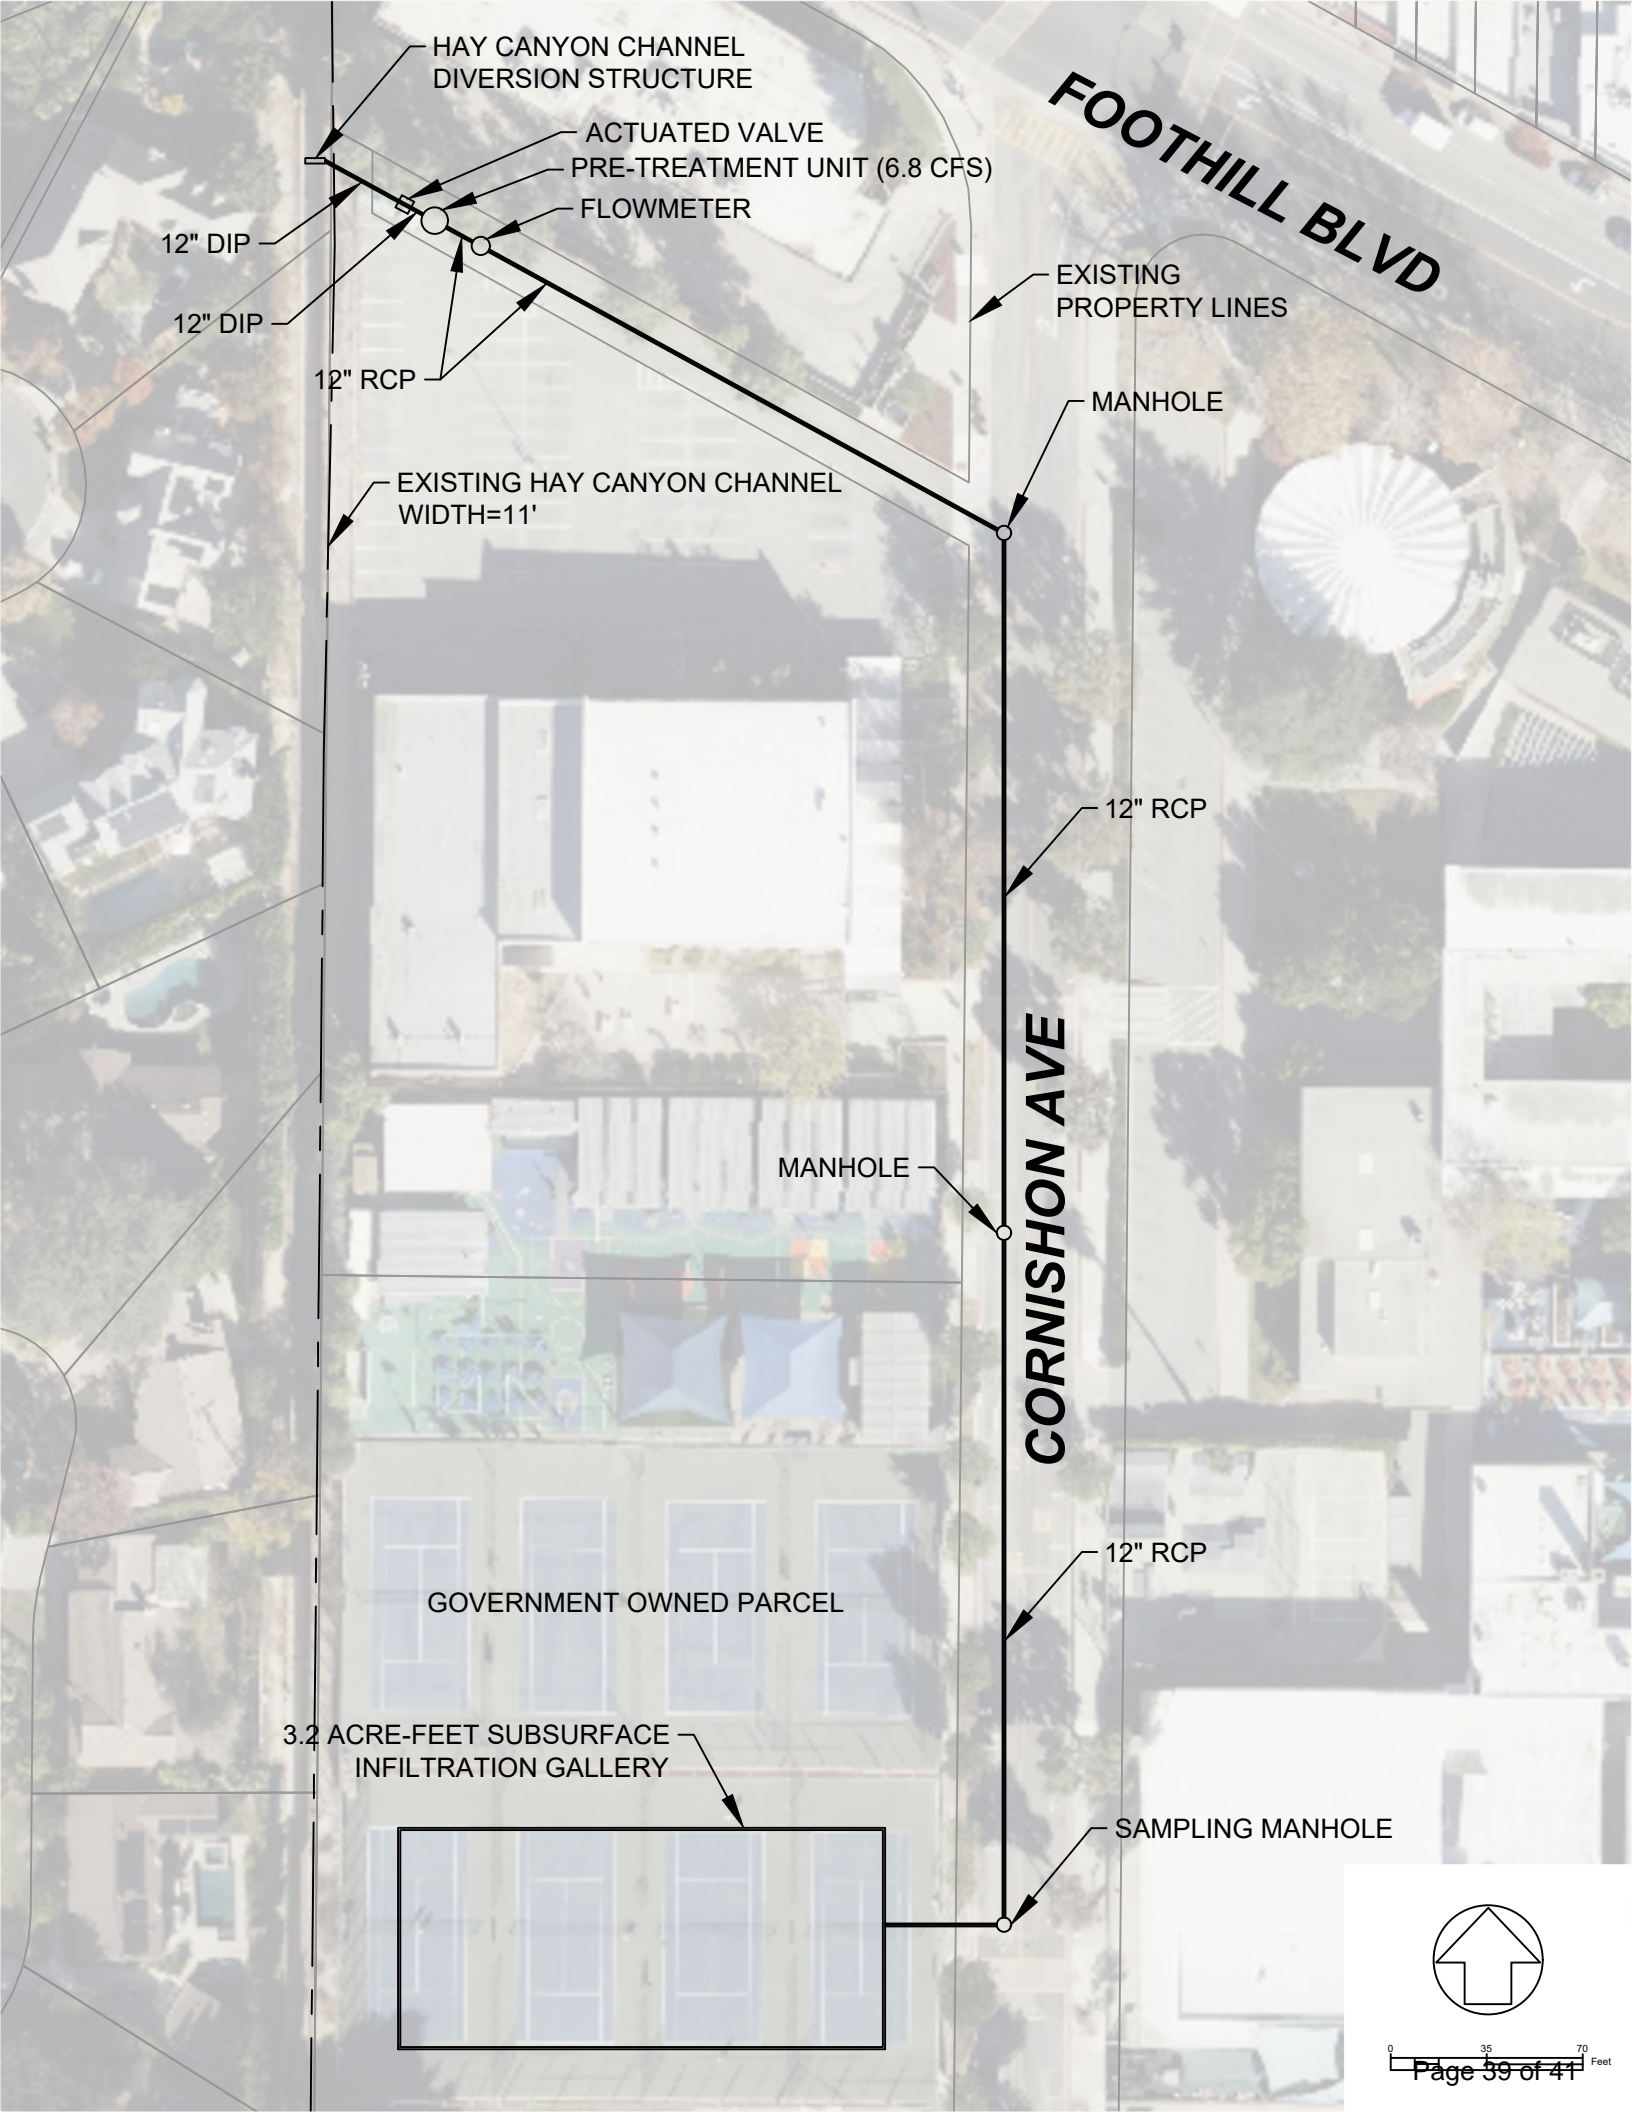 HAY CANYON CHANNEL
DIVERSION STRUCTURE
ACTUATED VALVE
PRE-TREATMENT UNIT (6.8 CFS)
FLOWMETER
FOOTHILL BLVD
12" DIP
EXISTING
PROPERTY LINES
12" DIP
12" RCP
MANHOLE
EXISTING HAY CANYON CHANNEL
WIDTH=11'
12" RCP
CORNISHON AVE
MANHOLE
12" RCP
GOVERNMENT OWNED PARCEL
3.2 ACRE-FEET SUBSURFACE
INFILTRATION GALLERY
SAMPLING MANHOLE
0 35 70
Feet
Page 39 of 41